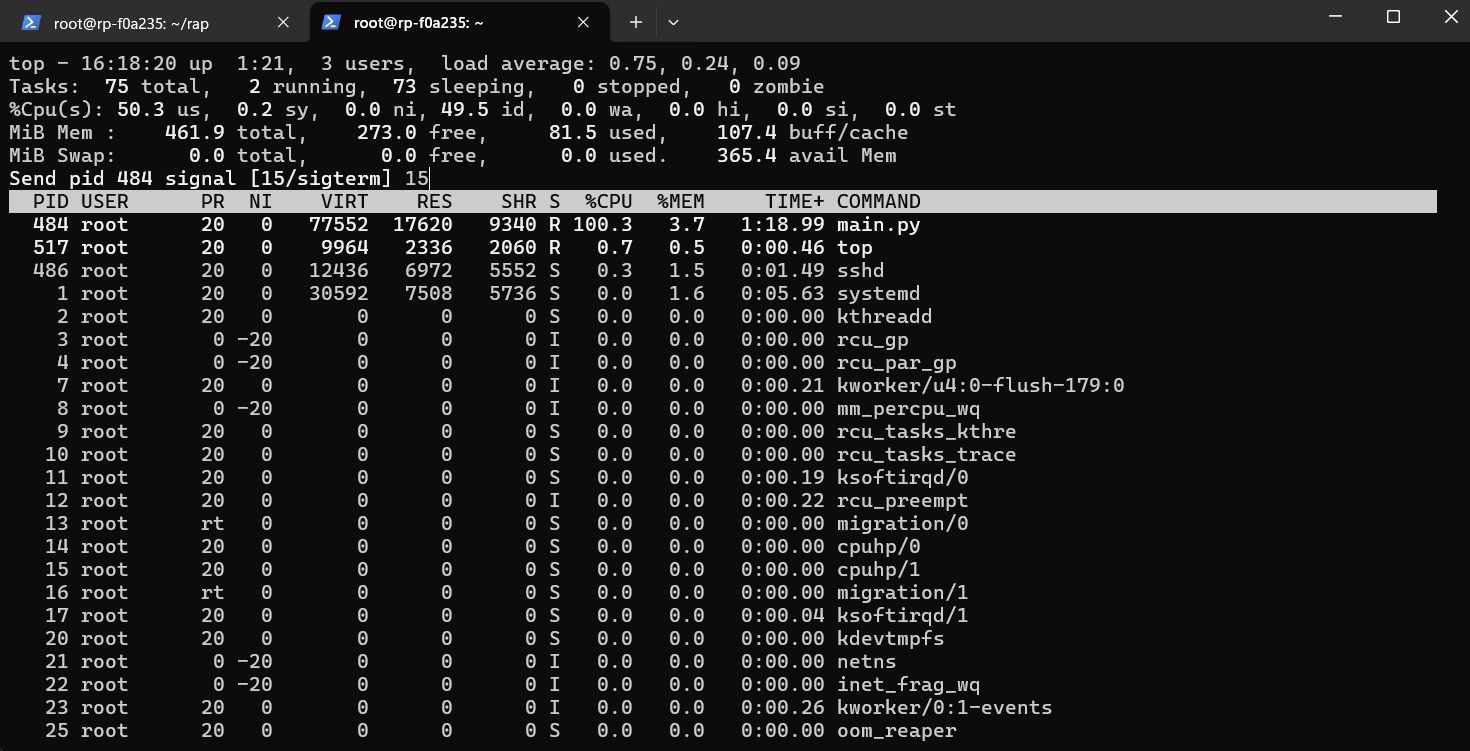 root@rp-f0a235: ~/rap
root@rp-f0a235: ~
top - 16:18:20 up  1:21,  3 users,  load average: 0.75, 0.24, 0.09
Tasks:  75 total,   2 running,  73 sleeping,   0 stopped,   0 zombie
%Cpu(s): 50.3 us,  0.2 sy,  0.0 ni, 49.5 id,  0.0 wa,  0.0 hi,  0.0 si,  0.0 st
MiB Mem :    461.9 total,    273.0 free,     81.5 used,    107.4 buff/cache
MiB Swap:      0.0 total,      0.0 free,      0.0 used.    365.4 avail Mem
Send pid 484 signal [15/sigterm] 15
  PID USER      PR  NI    VIRT    RES    SHR S  %CPU  %MEM     TIME+ COMMAND
  484 root      20   0   77552  17620   9340 R 100.3   3.7   1:18.99 main.py
  517 root      20   0    9964   2336   2060 R   0.7   0.5   0:00.46 top
  486 root      20   0   12436   6972   5552 S   0.3   1.5   0:01.49 sshd
    1 root      20   0   30592   7508   5736 S   0.0   1.6   0:05.63 systemd
    2 root      20   0       0      0      0 S   0.0   0.0   0:00.00 kthreadd
    3 root       0 -20       0      0      0 I   0.0   0.0   0:00.00 rcu_gp
    4 root       0 -20       0      0      0 I   0.0   0.0   0:00.00 rcu_par_gp
    7 root      20   0       0      0      0 I   0.0   0.0   0:00.21 kworker/u4:0-flush-179:0
    8 root       0 -20       0      0      0 I   0.0   0.0   0:00.00 mm_percpu_wq
    9 root      20   0       0      0      0 S   0.0   0.0   0:00.00 rcu_tasks_kthre
   10 root      20   0       0      0      0 S   0.0   0.0   0:00.00 rcu_tasks_trace
   11 root      20   0       0      0      0 S   0.0   0.0   0:00.19 ksoftirqd/0
   12 root      20   0       0      0      0 I   0.0   0.0   0:00.22 rcu_preempt
   13 root      rt   0       0      0      0 S   0.0   0.0   0:00.00 migration/0
   14 root      20   0       0      0      0 S   0.0   0.0   0:00.00 cpuhp/0
   15 root      20   0       0      0      0 S   0.0   0.0   0:00.00 cpuhp/1
   16 root      rt   0       0      0      0 S   0.0   0.0   0:00.00 migration/1
   17 root      20   0       0      0      0 S   0.0   0.0   0:00.04 ksoftirqd/1
   20 root      20   0       0      0      0 S   0.0   0.0   0:00.00 kdevtmpfs
   21 root       0 -20       0      0      0 I   0.0   0.0   0:00.00 netns
   22 root       0 -20       0      0      0 I   0.0   0.0   0:00.00 inet_frag_wq
   23 root      20   0       0      0      0 I   0.0   0.0   0:00.26 kworker/0:1-events
   25 root      20   0       0      0      0 S   0.0   0.0   0:00.00 oom_reaper